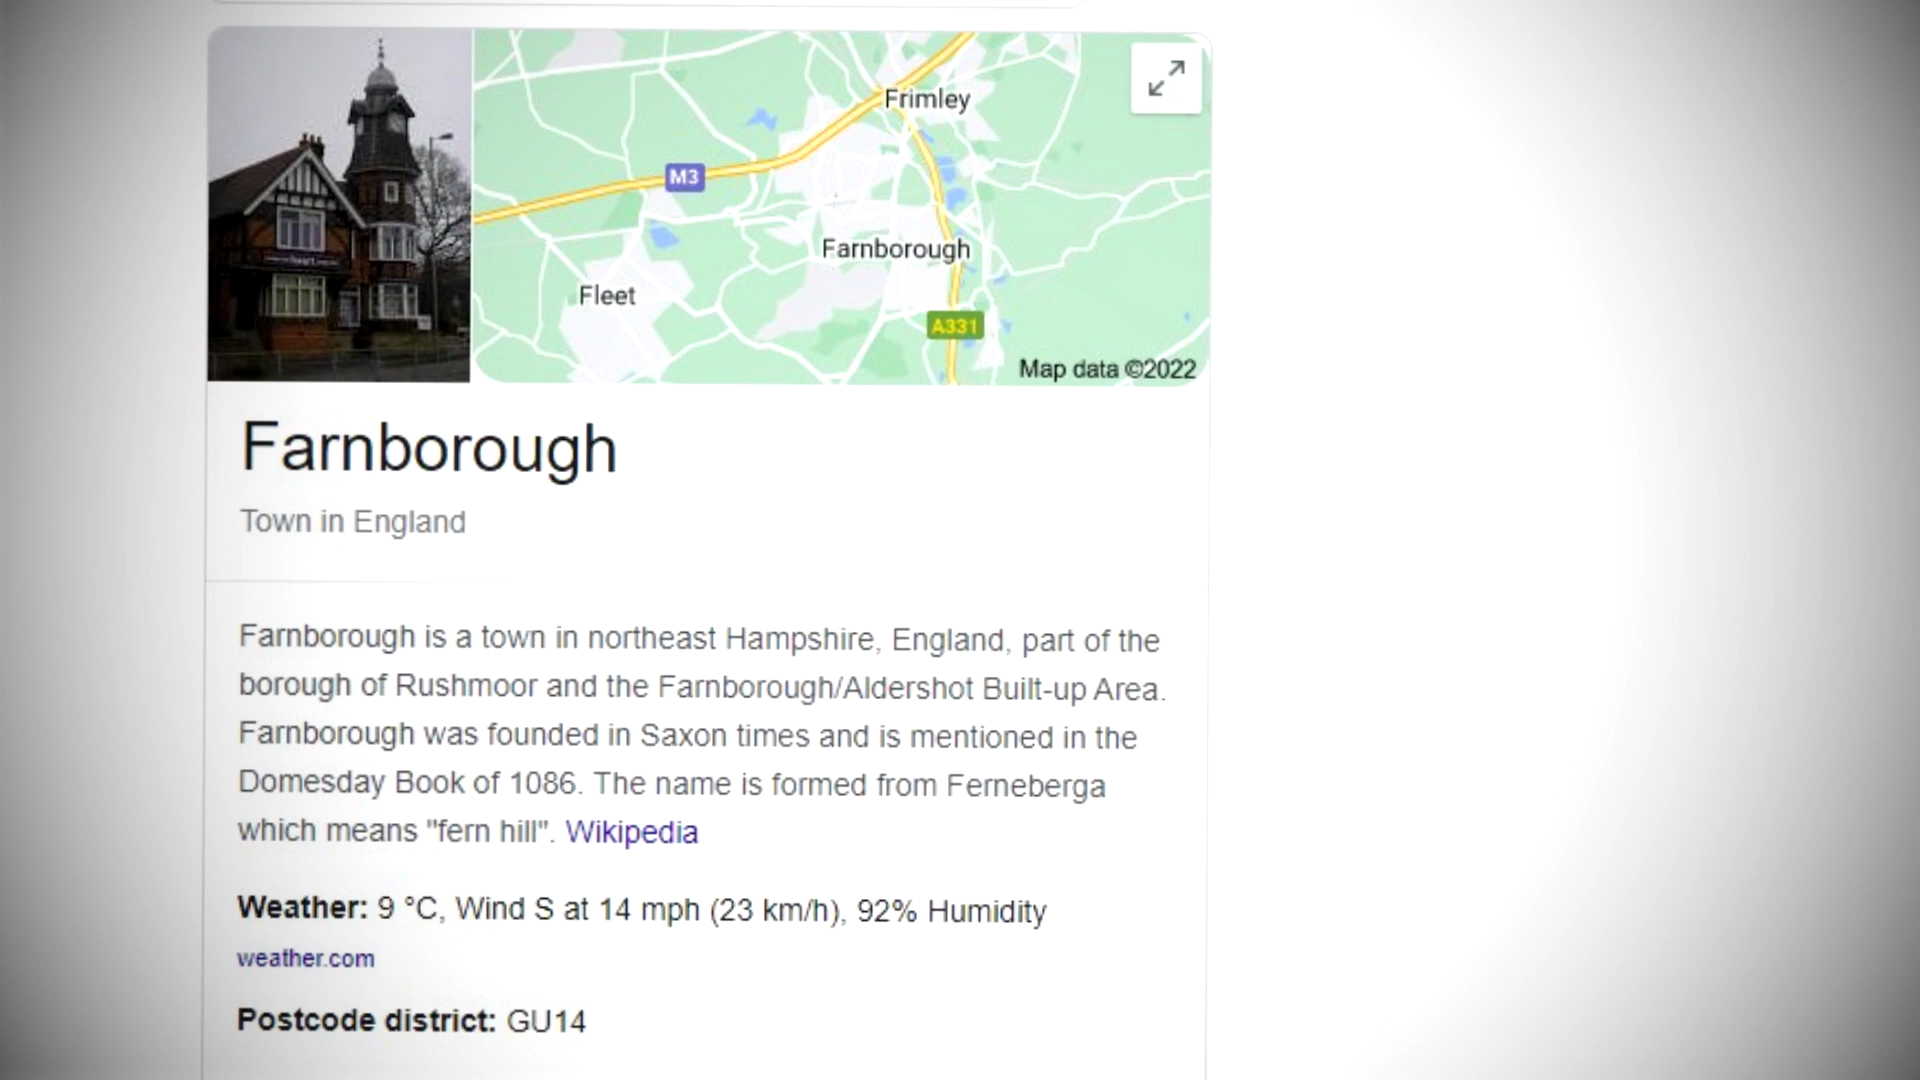 Frimley
M3
Farnborough
Fleet
A331
Map data ©2022
Farnborough
Town in England
Farnborough is a town in northeast Hampshire, England, part of the
borough of Rushmoor and the Farnborough/Aldershot Built-up Area.
Farnborough was founded in Saxon times and is mentioned in the
Domesday Book of 1086. The name is formed from Ferneberga
which means "fern hill". Wikipedia
Weather: 9 °C, Wind S at 14 mph (23 km/h), 92% Humidity
weather.com
Postcode district: GU14